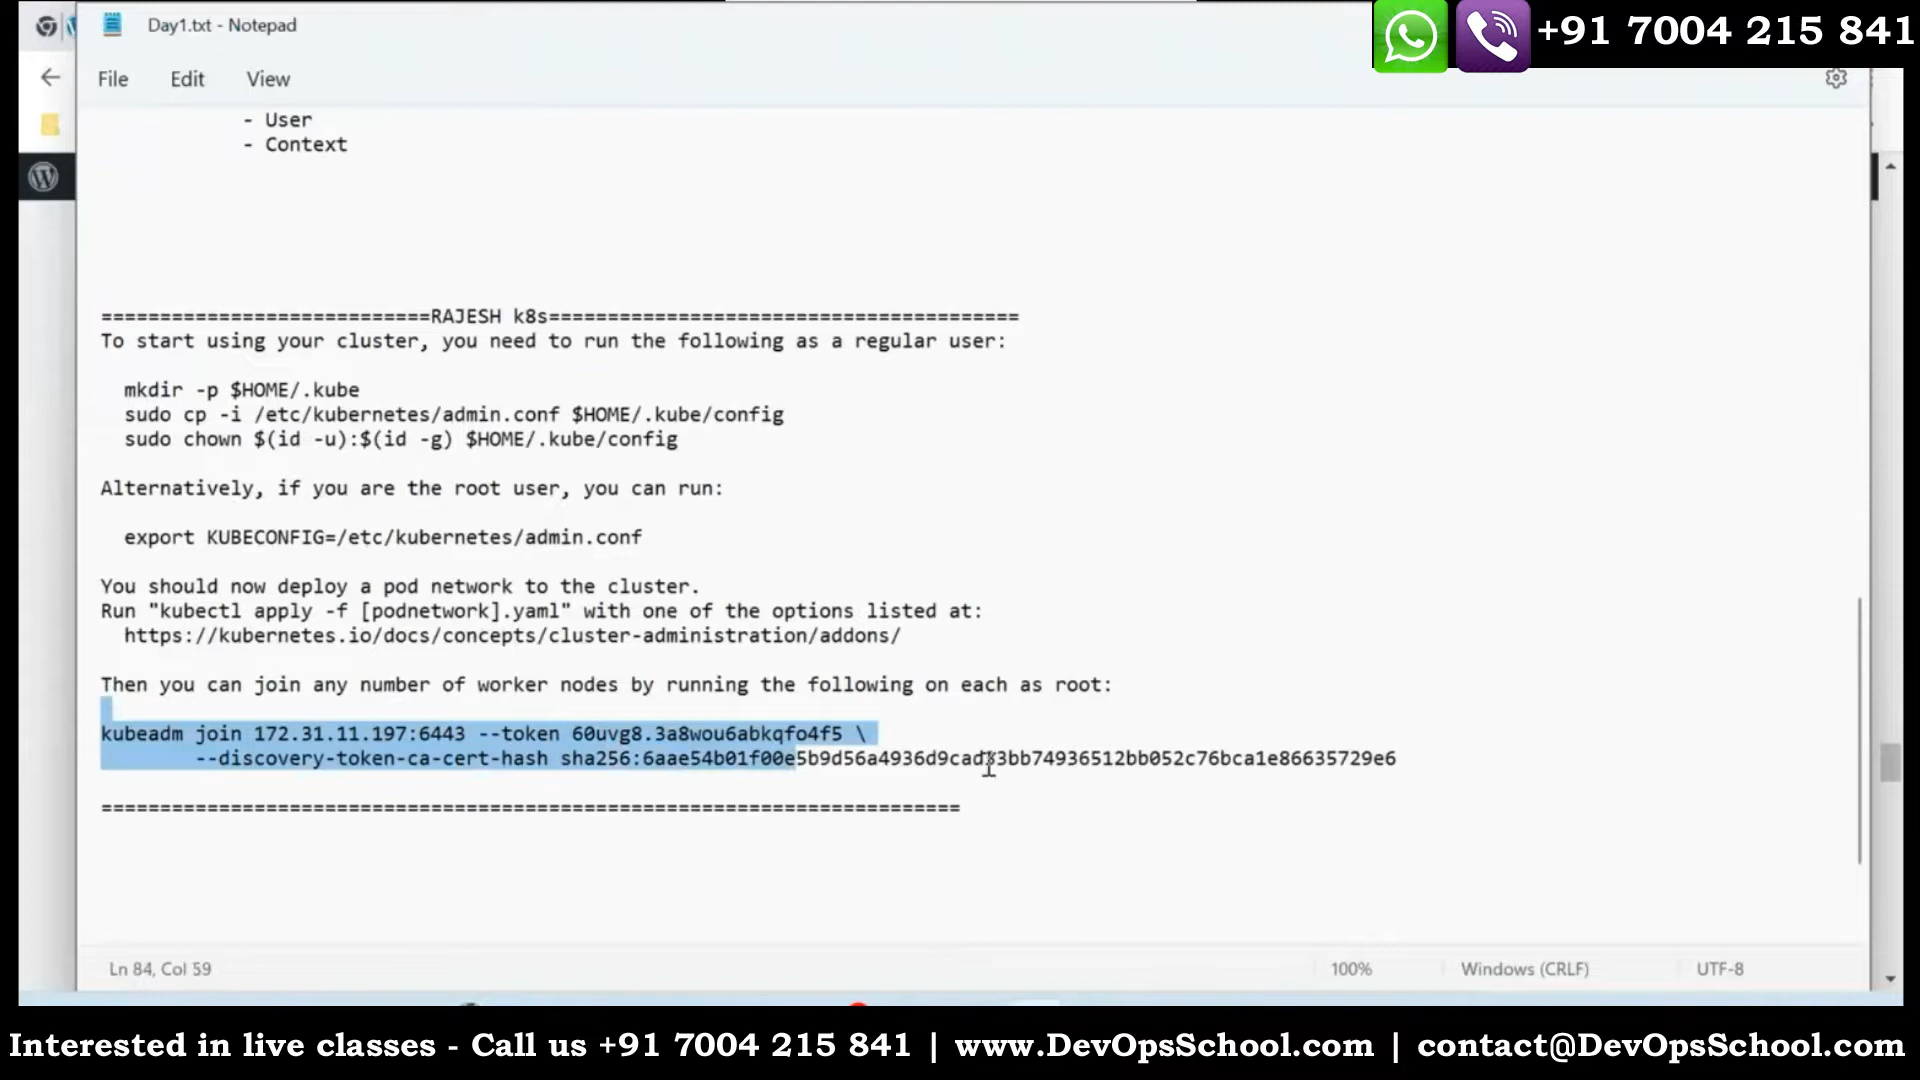 Day1.txt - Notepad
+91 7004 215 841
File Edit View
- User
- Context
============================RAJESH k8s========================================
To start using your cluster, you need to run the following as a regular user:
mkdir -p $HOME/.kube
sudo cp -i /etc/kubernetes/admin.conf $HOME/.kube/config
sudo chown $(id -u):$(id -g) $HOME/.kube/config
Alternatively, if you are the root user, you can run:
export KUBECONFIG=/etc/kubernetes/admin.conf
You should now deploy a pod network to the cluster.
Run "kubectl apply -f [podnetwork].yaml" with one of the options listed at:
https://kubernetes.io/docs/concepts/cluster-administration/addons/
Then you can join any number of worker nodes by running the following on each as root:
kubeadm join 172.31.11.197:6443 --token 60uvg8.3a8wou6abkqfo4f5 \
--discovery-token-ca-cert-hash
=========================================================================
Ln 84, Col 59 100% Windows (CRLF) UTF-8
Interested in live classes - Call us +91 7004 215 841 | www.DevOpsSchool.com | contact@DevOpsSchool.com